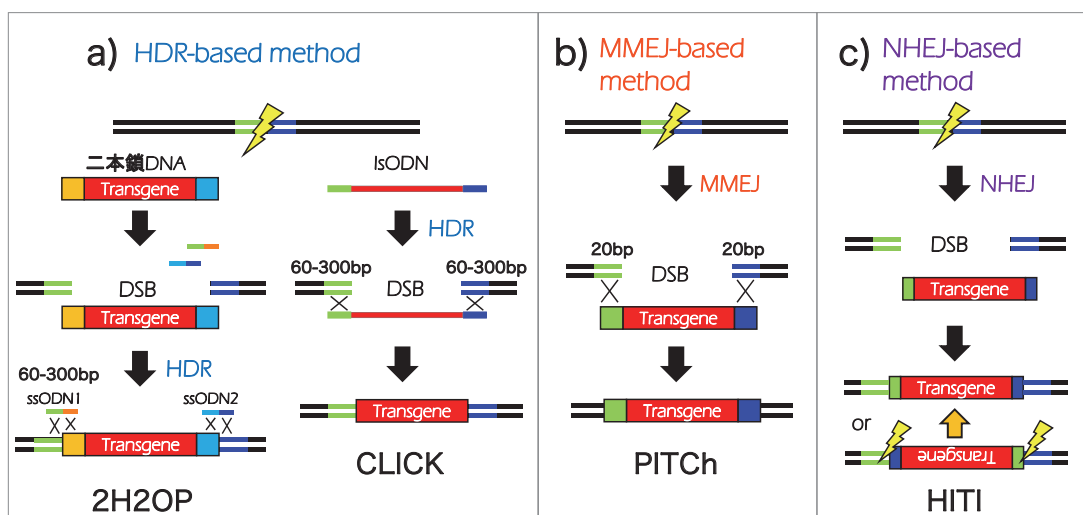 a) HDR-based method
二本鎖DNA
Transgene
lsODN
HDR
60-300bp
60-300bp
DSB
DSB
Transgene
HDR
60-300bp
ssODN1
ssODN2
Transgene
2H2OP
Transgene
CLICK
b) MMEJ-based
method
MMEJ
20bp
20bp
DSB
Transgene
Transgene
PITCh
c) NHEJ-based
method
NHEJ
DSB
Transgene
Transgene
or
Transgene
HITI